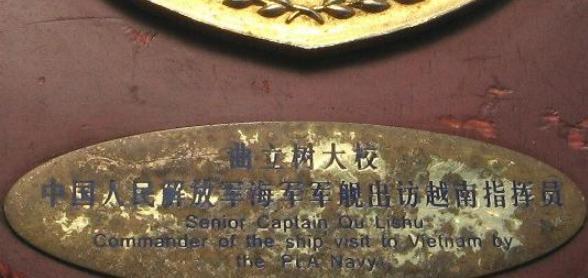 曲立树大校
中国人民解放军海军军舰出访越南指挥员
Senior Captain Qu Lishu
Commander of the ship visit to Vietnam by
the PLA Navy